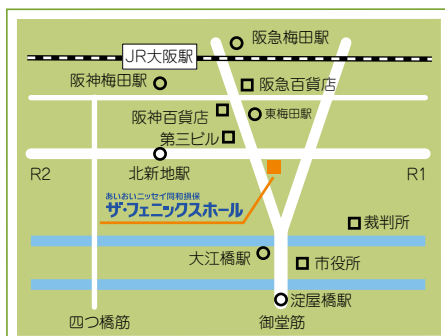 阪急梅田駅
JR大阪駅
阪神梅田駅
阪急百貨店
阪神百貨店
東梅田駅
第三ビル
R2
北新地駅
R1
あいおいニッセイ同和損保
ザ・フェニックスホール
裁判所
大江橋駅
市役所
淀屋橋駅
四つ橋筋
御堂筋